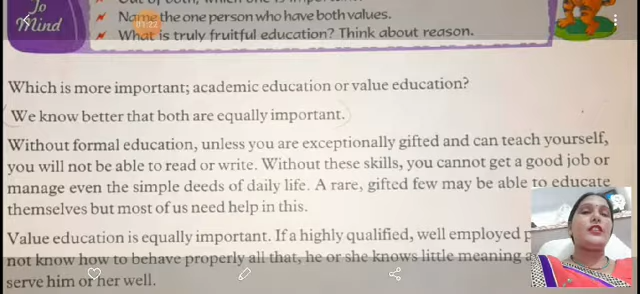 To
Mind
Name the one person who have both values.
What is truly fruitful education? Think about reason.
Which is more important; academic education or value education?
We know better that both are equally important.
Without formal education, unless you are exceptionally gifted and can teach yourself,
you will not be able to read or write. Without these skills, you cannot get a good job or
manage even the simple deeds of daily life. A rare, gifted few may be able to educate
themselves but most of us need help in this.
Value education is equally important. If a highly qualified, well employed
not know how to behave properly all that, he or she knows little meaning
serve him or her well.